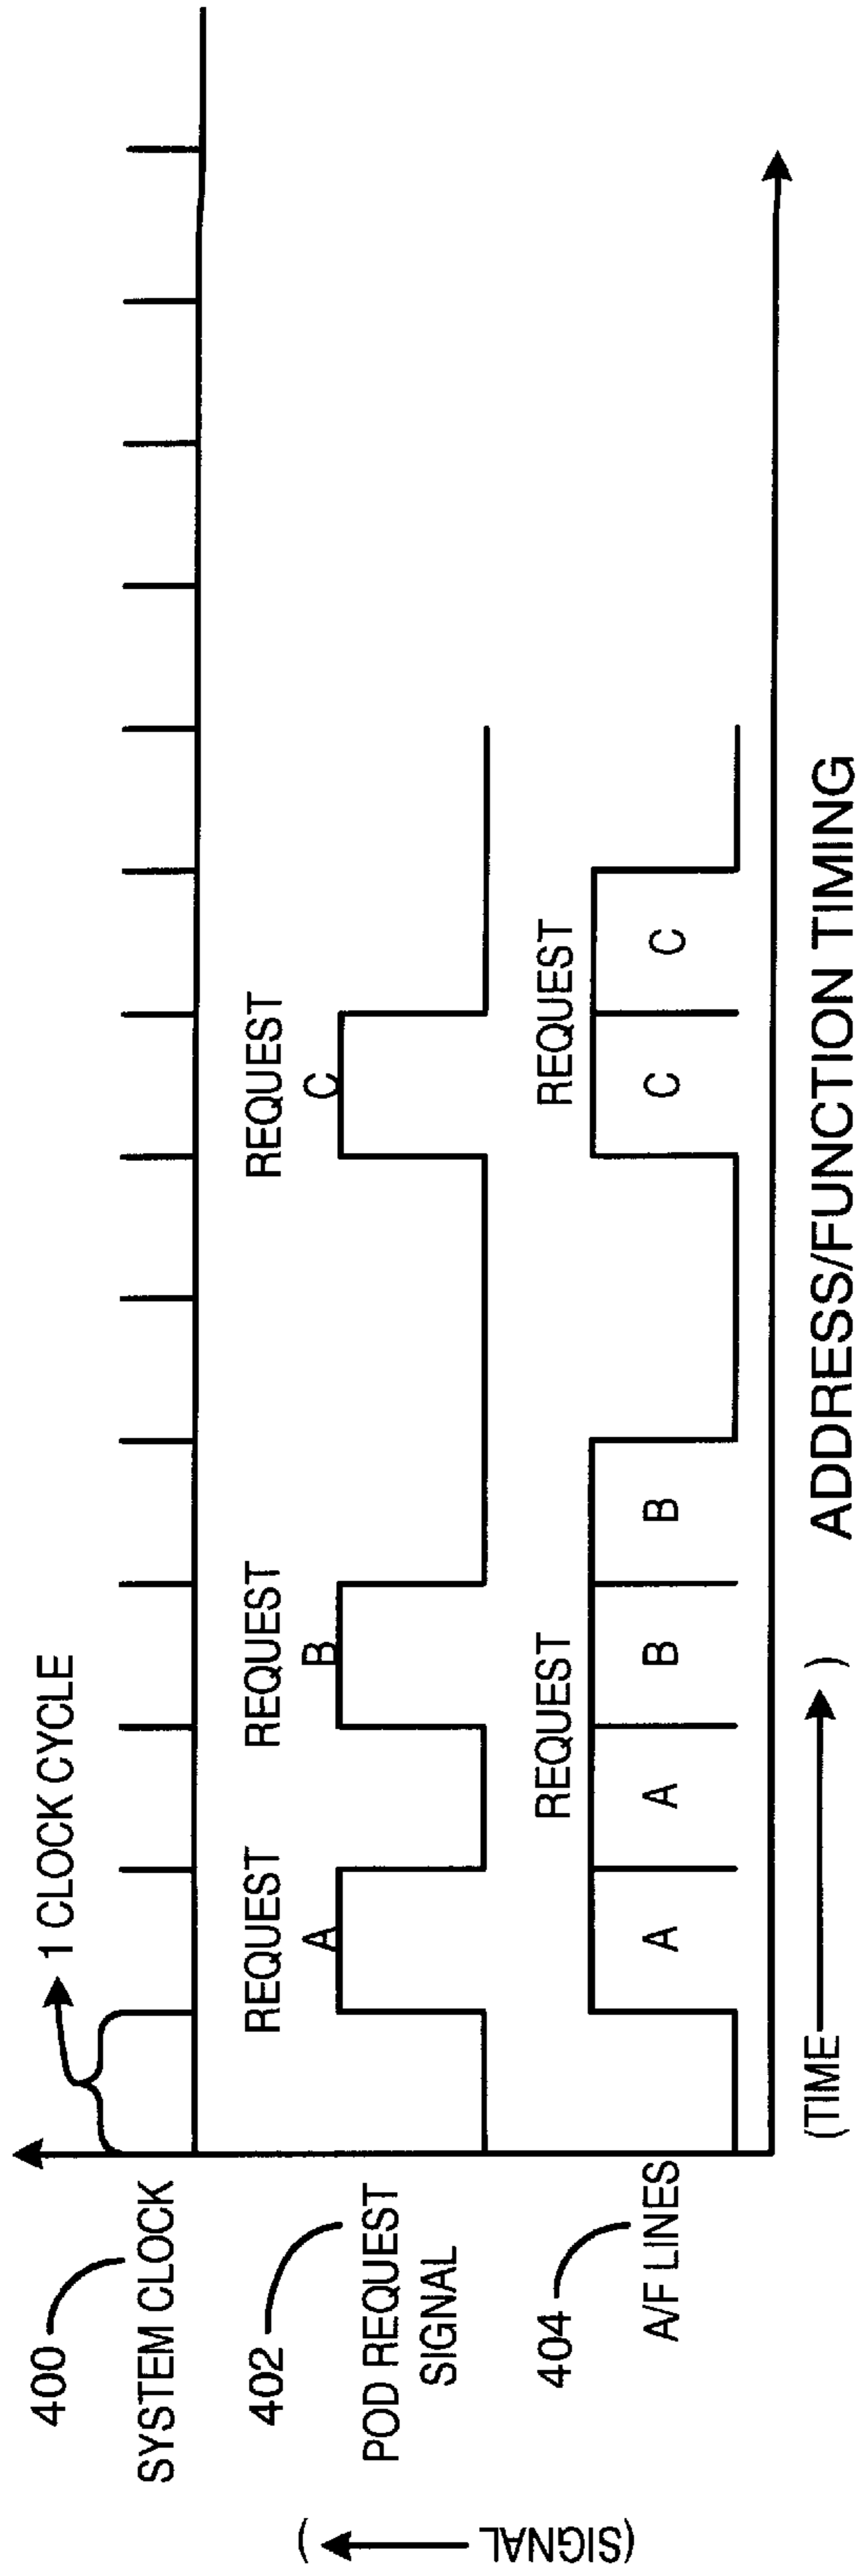 400
SYSTEM CLOCK
1 CLOCK CYCLE
402
POD REQUEST
SIGNAL
REQUEST
A
REQUEST
B
REQUEST
C
404
A/F LINES
REQUEST
A
A
B
B
REQUEST
C
C
(SIGNAL )
(TIME )
ADDRESS/FUNCTION TIMING